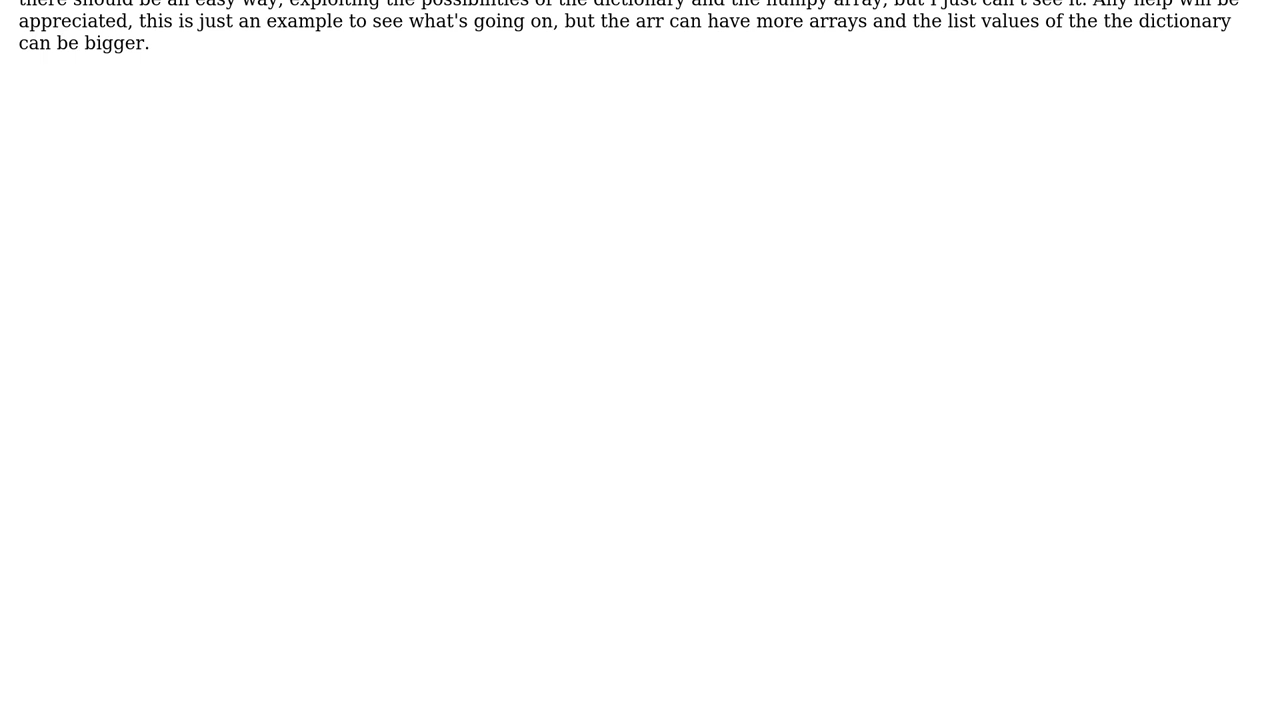 there should be an easy way, exploiting the possibilities of the dictionary and the numpy array, but I just can't see it. Any help will be
appreciated, this is just an example to see what's going on, but the arr can have more arrays and the list values of the the dictionary
can be bigger.